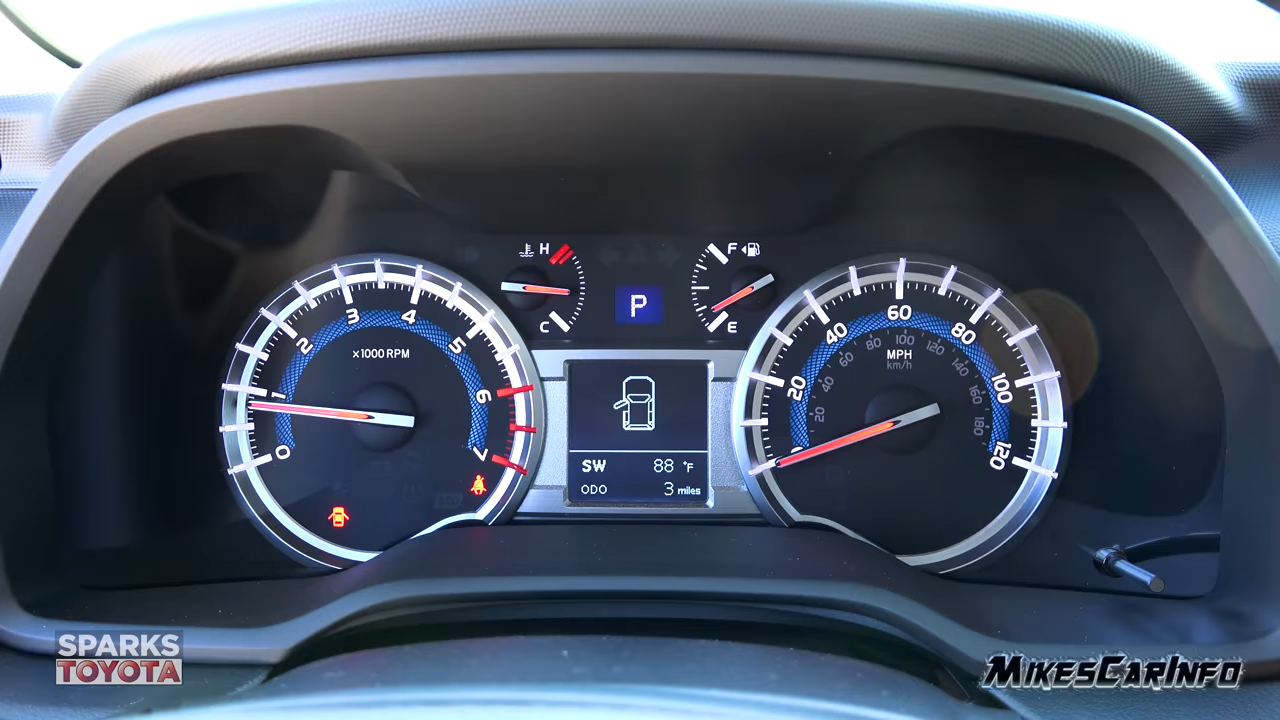 H
C
P
F
E
0
1
2
3
4
5
6
7
x1000 RPM
SW 88 °F
ODO 3 miles
20
40
60
80
100
120
MPH
km/h
20
40
60
80
100
120
140
160
180
SPARKS
TOYOTA
MIKESCARINFO